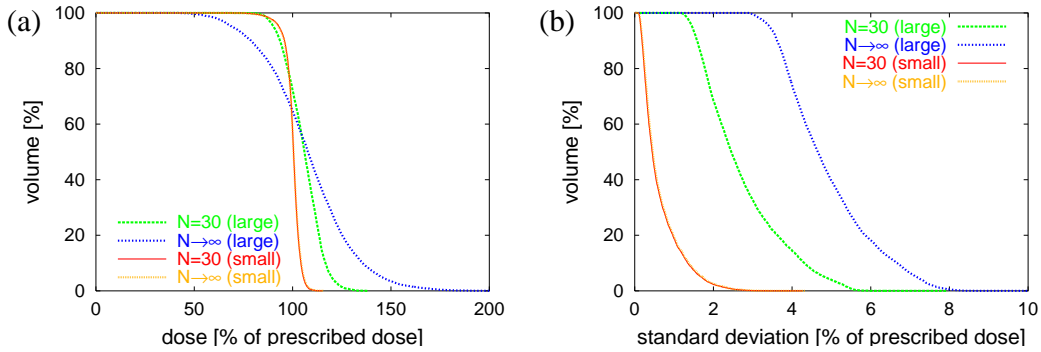 (a)
volume [%]
100
80
60
40
20
0
N=30 (large)
N→∞ (large)
N=30 (small)
N→∞ (small)
0
50
100
150
200
dose [% of prescribed dose]
(b)
volume [%]
100
80
60
40
20
0
N=30 (large)
N→∞ (large)
N=30 (small)
N→∞ (small)
0
2
4
6
8
10
standard deviation [% of prescribed dose]